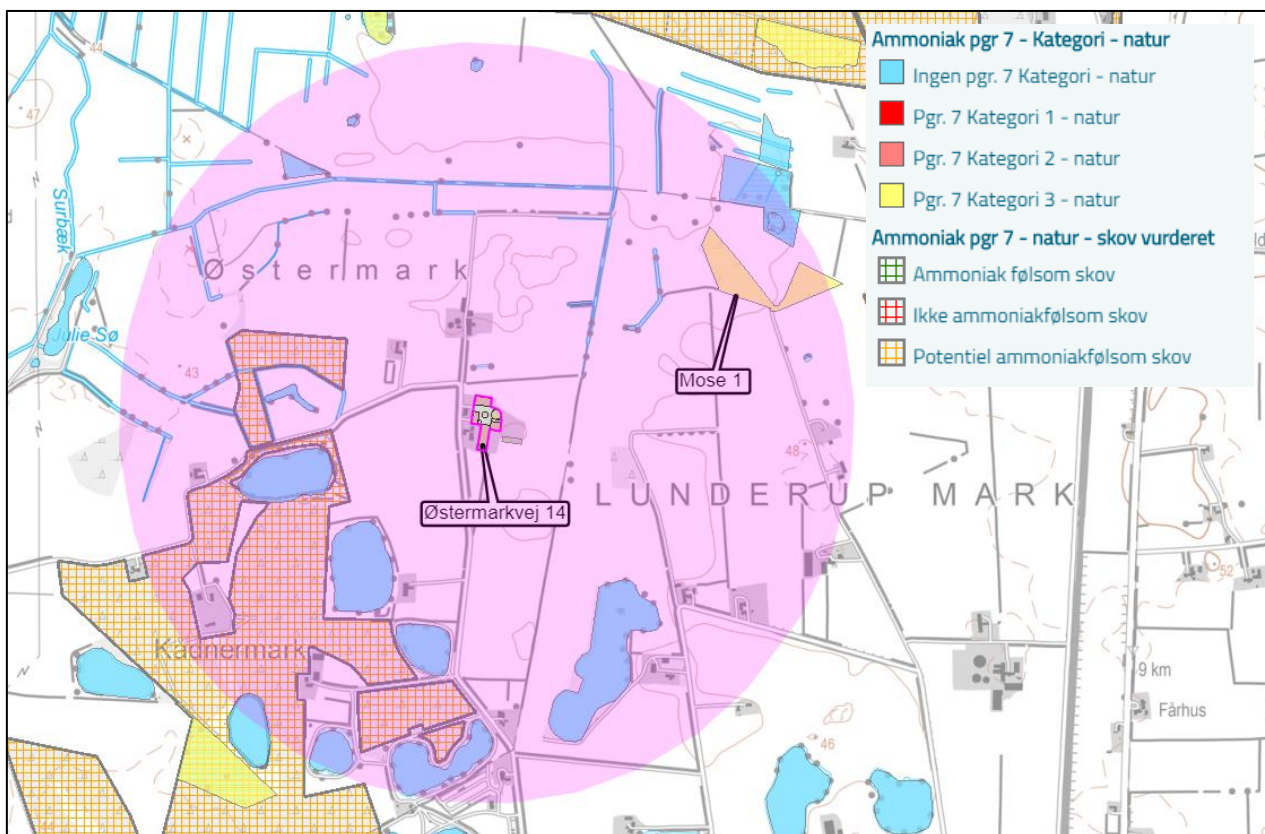 Ammoniak pgr 7 - Kategori - natur
Ingen pgr. 7 Kategori - natur
Pgr. 7 Kategori 1 - natur
Pgr. 7 Kategori 2 - natur
Pgr. 7 Kategori 3 - natur
Ammoniak pgr 7 - natur - skov vurderet
Ammoniak følsom skov
Ikke ammoniakfølsom skov
Potentiel ammoniakfølsom skov
44
47
Surbæk
Østermark
Julie Sø
43
Mose 1
48
Østermarkvej 14
LUNDERUP MARK
52
Kådnermark
9 km
Fårhus
46
44